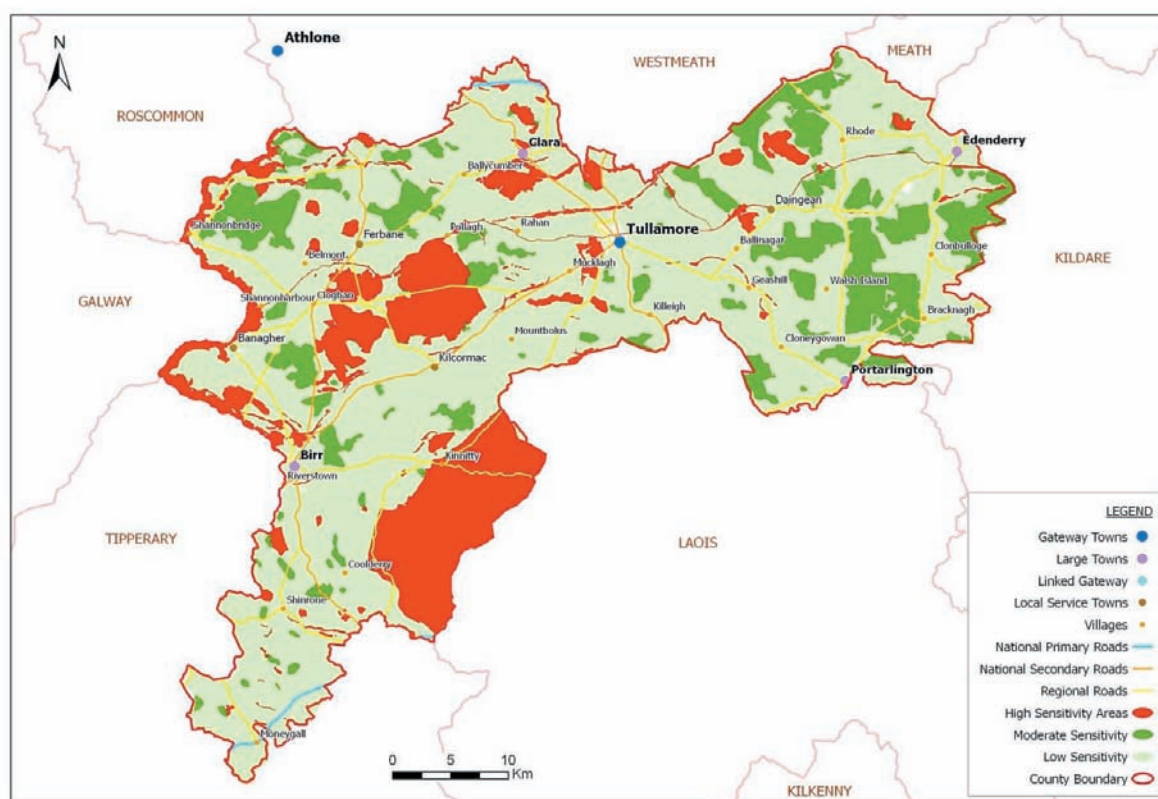 N
Athlone
MEATH
WESTMEATH
ROSCOMMON
Rhode
Edenderry
Clara
Ballycumber
Daingean
Shannonbridge
Ferbane
Pollagh
Rahan
Tullamore
Ballinagar
Clonbulloge
Belmont
Mucklagh
KILDARE
Geashill
Walsh Island
GALWAY
Shannonharbour
Cloghan
Killeigh
Bracknagh
Mountbolus
Banagher
Cloneygowan
Kilcormac
Portarlington
Birr
Kinnitty
Riverstown
TIPPERARY
LAOIS
Coolderry
Shinrone
Moneygall
0 5 10
Km
KILKENNY
LEGEND
Gateway Towns
Large Towns
Linked Gateway
Local Service Towns
Villages
National Primary Roads
National Secondary Roads
Regional Roads
High Sensitivity Areas
Moderate Sensitivity
Low Sensitivity
County Boundary